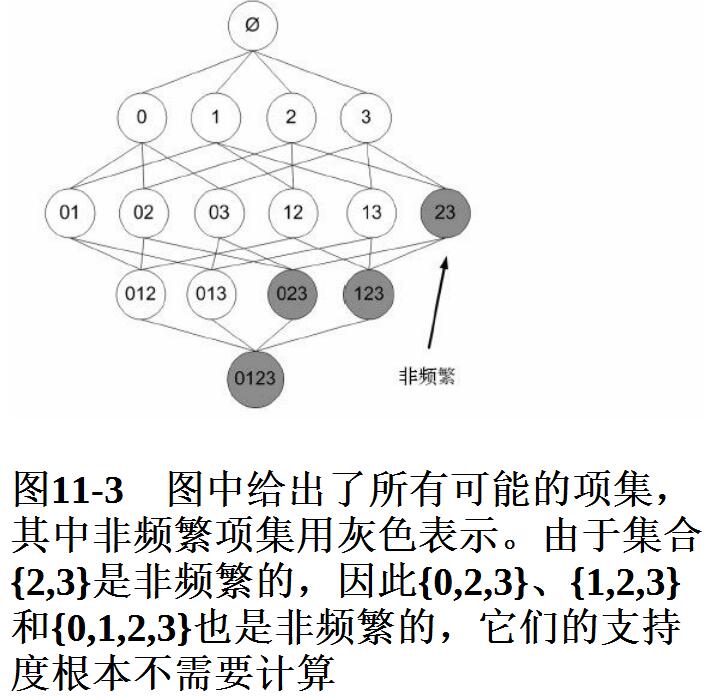 Ø
0 1 2 3
01 02 03 12 13 23
012 013 023 123
0123
非频繁
图11-3 图中给出了所有可能的项集，
其中非频繁项集用灰色表示。由于集合
{2,3}是非频繁的，因此{0,2,3}、{1,2,3}
和{0,1,2,3}也是非频繁的，它们的支持
度根本不需要计算